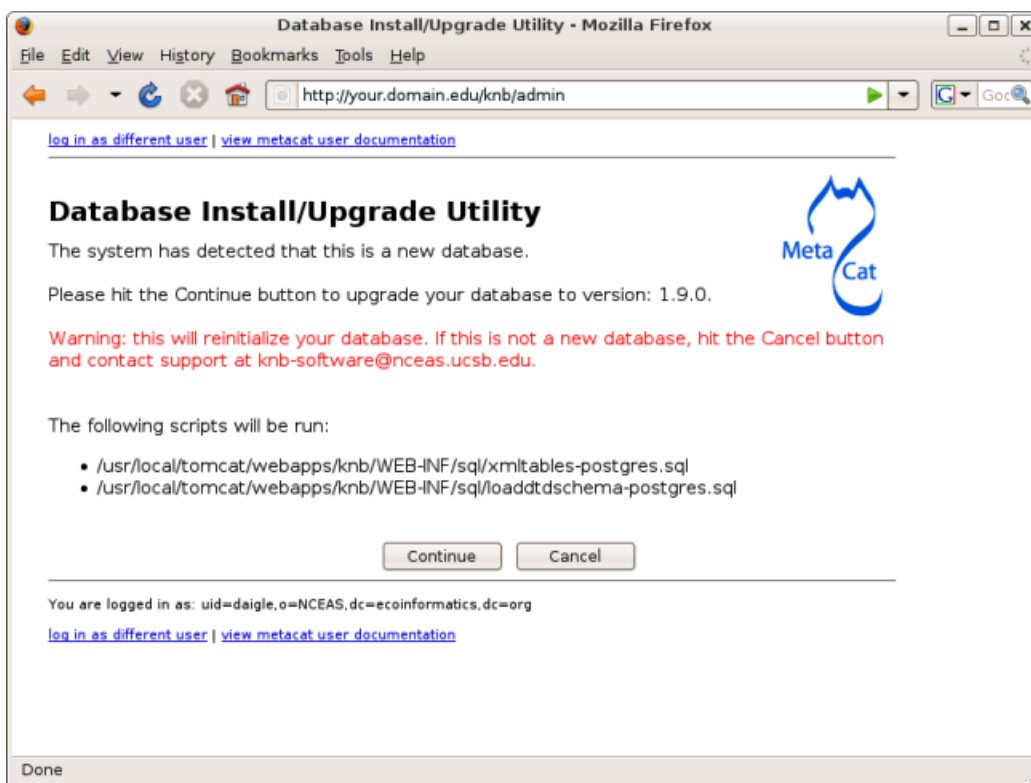 Database Install/Upgrade Utility - Mozilla Firefox
File Edit View History Bookmarks Tools Help
http://your.domain.edu/knb/admin
G
log in as different user | view metacat user documentation
Database Install/Upgrade Utility
The system has detected that this is a new database.
Meta
Cat
Please hit the Continue button to upgrade your database to version: 1.9.0.
Warning: this will reinitialize your database. If this is not a new database, hit the Cancel button
and contact support at knb-software@nceas.ucsb.edu.
The following scripts will be run:
• /usr/local/tomcat/webapps/knb/WEB-INF/sql/xmltables-postgres.sql
• /usr/local/tomcat/webapps/knb/WEB-INF/sql/loaddtdschema-postgres.sql
Continue Cancel
You are logged in as: uid=daigle,o=NCEAS,dc=ecoinformatics,dc=org
log in as different user | view metacat user documentation
Done